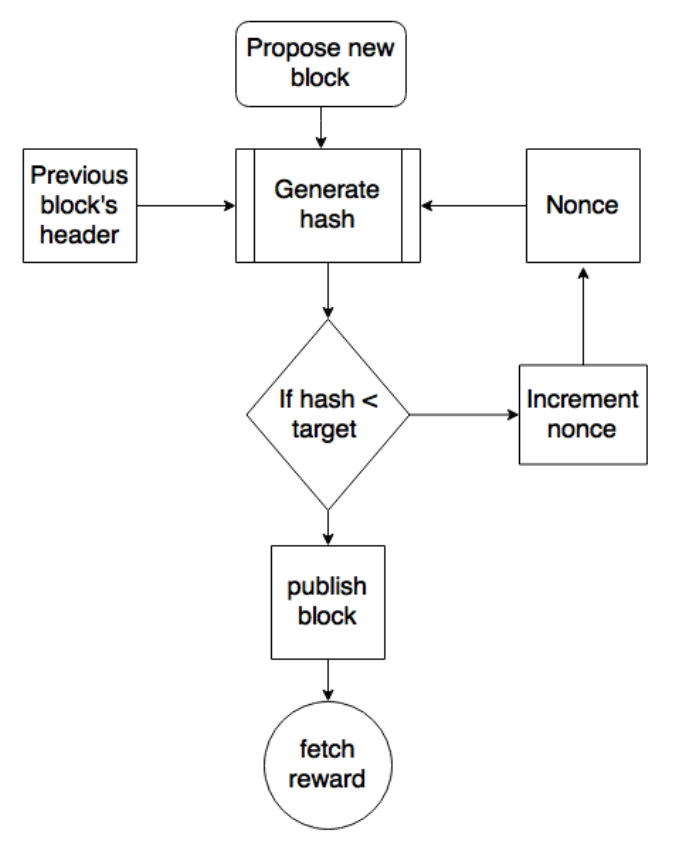 Propose new
block
Previous
block's
header
Generate
hash
Nonce
If hash <
target
Increment
nonce
publish
block
fetch
reward